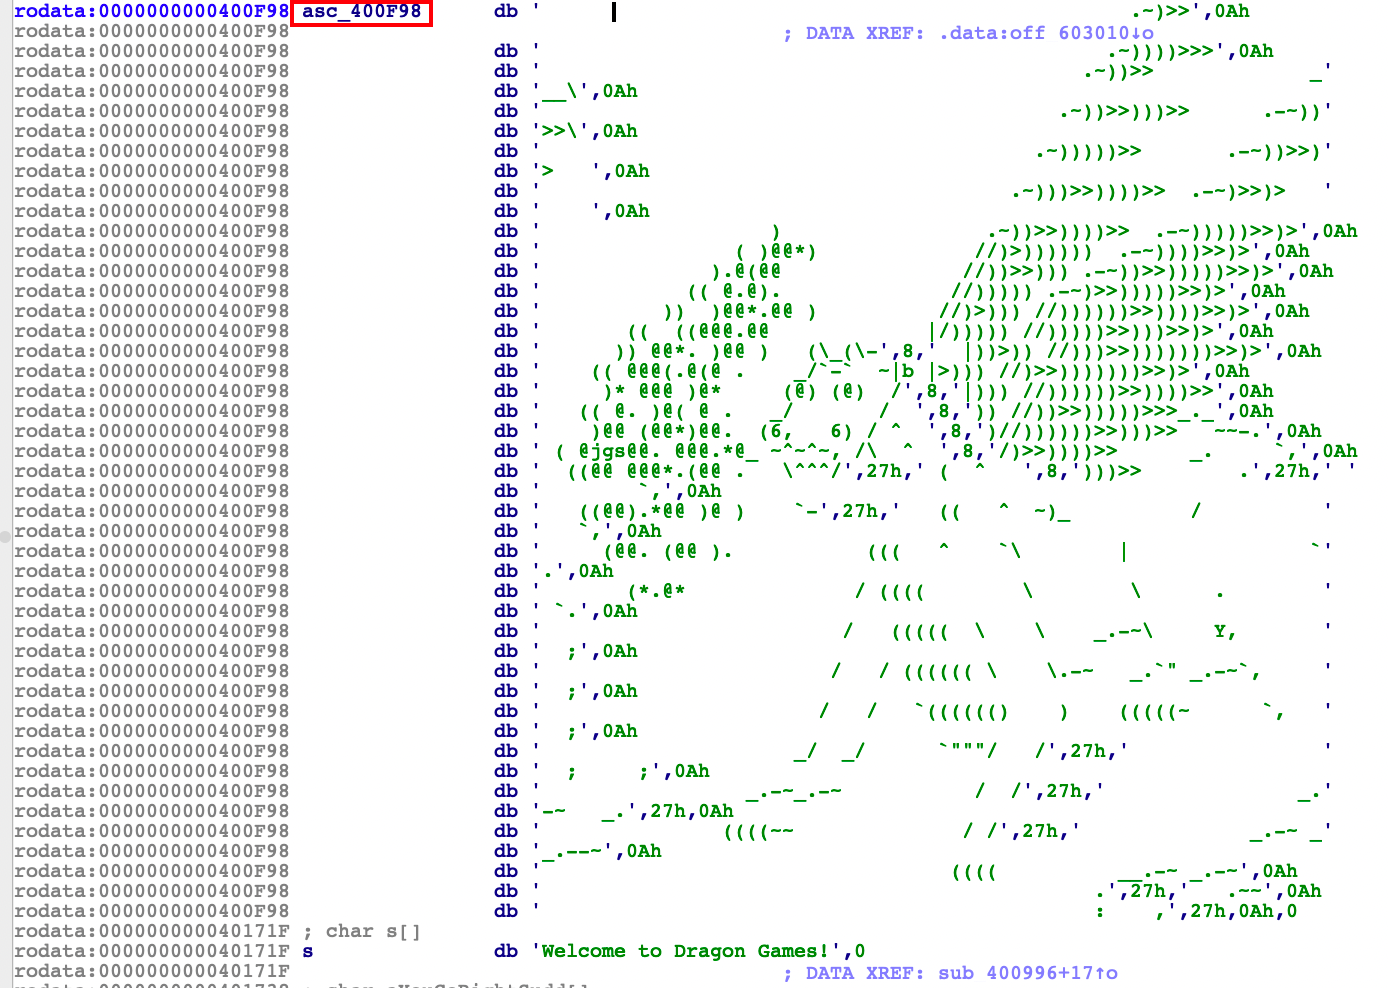 rodata:0000000000400F98 asc_400F98 db ' .~)>>',0Ah
rodata:0000000000400F98 ; DATA XREF: .data:off 603010↓o
rodata:0000000000400F98 db ' .~))))>>>',0Ah
rodata:0000000000400F98 db ' .~))>> _'
rodata:0000000000400F98 db '__\',0Ah
rodata:0000000000400F98 db ' .~))>>)))>> .-~))'
rodata:0000000000400F98 db '>>\',0Ah
rodata:0000000000400F98 db ' .~)))))>> .-~))>>)'
rodata:0000000000400F98 db '> ',0Ah
rodata:0000000000400F98 db ' .~)))>>))))>> .-~)>>)> '
rodata:0000000000400F98 db ' ',0Ah
rodata:0000000000400F98 db ' ) .~))>>))))>> .-~)))))>>)>',0Ah
rodata:0000000000400F98 db ' ( )@@*) //)>)))))) .-~))))>>)>',0Ah
rodata:0000000000400F98 db ' ).@(@@ //))>>))) .-~))>>)))))>>)>',0Ah
rodata:0000000000400F98 db ' (( @.@). //))))) .-~)>>)))))>>)>',0Ah
rodata:0000000000400F98 db ' )) )@@*.@@ ) //)>))) //))))))>>))))>>)>',0Ah
rodata:0000000000400F98 db ' (( ((@@@.@@ |/))))) //)))))>>)))>>)>',0Ah
rodata:0000000000400F98 db ' )) @@*. )@@ ) (\_(\-',8,' |))>)) //)))>>)))))))>>)>',0Ah
rodata:0000000000400F98 db ' (( @@@(.@(@ . _/`-` ~|b |>))) //)>>)))))))>>)>',0Ah
rodata:0000000000400F98 db ' )* @@@ )@* (@) (@) /',8,'|))) //))))))>>))))>>',0Ah
rodata:0000000000400F98 db ' (( @. )@( @ . _/ / ',8,')) //))>>)))))>>>_._',0Ah
rodata:0000000000400F98 db ' )@@ (@@*)@@. (6, 6) / ^ ',8,')//))))))>>)))>> ~~-.',0Ah
rodata:0000000000400F98 db ' ( @jgs@@. @@@.*@_ ~^~^~, /\ ^ ',8,'/)>>))))>> _. `,',0Ah
rodata:0000000000400F98 db ' ((@@ @@@*.(@@ . \^^^/',27h,' ( ^ ',8,')))>> .',27h,' '
rodata:0000000000400F98 db ' `,',0Ah
rodata:0000000000400F98 db ' ((@@).*@@ )@ ) `-',27h,' (( ^ ~)_ / '
rodata:0000000000400F98 db ' `,',0Ah
rodata:0000000000400F98 db ' (@@. (@@ ). ((( ^ `\ | `'
rodata:0000000000400F98 db '.',0Ah
rodata:0000000000400F98 db ' (*.@* / (((( \ \ . '
rodata:0000000000400F98 db ' `.',0Ah
rodata:0000000000400F98 db ' / ((((( \ \ _.-~\ Y, '
rodata:0000000000400F98 db ' ;',0Ah
rodata:0000000000400F98 db ' / / (((((( \ \.-~ _.`" _.-~`, '
rodata:0000000000400F98 db ' ;',0Ah
rodata:0000000000400F98 db ' / / `(((((() ) (((((~ `, '
rodata:0000000000400F98 db ' ;',0Ah
rodata:0000000000400F98 db ' _/ _/ `"""/ /',27h,' '
rodata:0000000000400F98 db ' ; ;',0Ah
rodata:0000000000400F98 db ' _.-~_.-~ / /',27h,' _.'
rodata:0000000000400F98 db '-~ _.',27h,0Ah
rodata:0000000000400F98 db ' ((((~~ / /',27h,' _.-~ _'
rodata:0000000000400F98 db '_.--~',0Ah
rodata:0000000000400F98 db ' (((( __.-~ _.-~',0Ah
rodata:0000000000400F98 db ' .',27h,' .~~',0Ah
rodata:0000000000400F98 db ' : ,',27h,0Ah,0
rodata:000000000040171F ; char s[]
rodata:000000000040171F s db 'Welcome to Dragon Games!',0
rodata:000000000040171F ; DATA XREF: sub 400996+17↑o